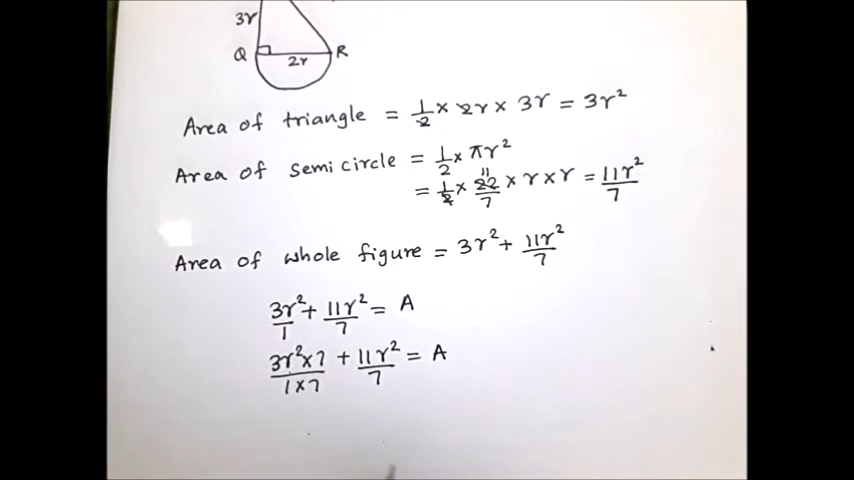 3r
Q R
2r
Area of triangle = 1/2 × 2r × 3r = 3r²
Area of semicircle = 1/2 × πr²
= 1/2 × 22/7 × r × r = 11r²/7
11
Area of whole figure = 3r² + 11r²/7
3r²/1 + 11r²/7 = A
3r²×7/1×7 + 11r²/7 = A